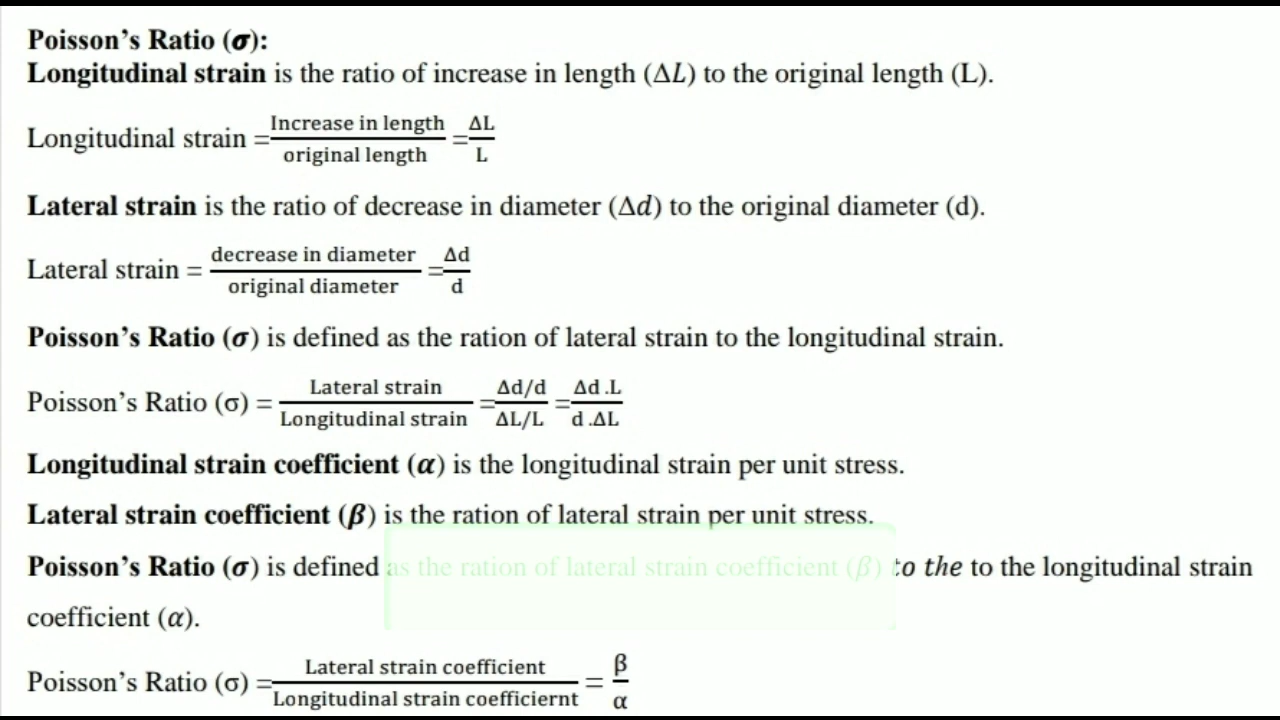 Poisson's Ratio (σ):
Longitudinal strain is the ratio of increase in length (ΔL) to the original length (L).
Longitudinal strain = Increase in length / original length = ΔL / L
Lateral strain is the ratio of decrease in diameter (Δd) to the original diameter (d).
Lateral strain = decrease in diameter / original diameter = Δd / d
Poisson's Ratio (σ) is defined as the ration of lateral strain to the longitudinal strain.
Poisson's Ratio (σ) = Lateral strain / Longitudinal strain = Δd/d / ΔL/L = Δd .L / d .ΔL
Longitudinal strain coefficient (α) is the longitudinal strain per unit stress.
Lateral strain coefficient (β) is the ration of lateral strain per unit stress.
Poisson's Ratio (σ) is defined as the ration of lateral strain coefficient (β) to the to the longitudinal strain
coefficient (α).
Poisson's Ratio (σ) = Lateral strain coefficient / Longitudinal strain coefficiernt = β / α